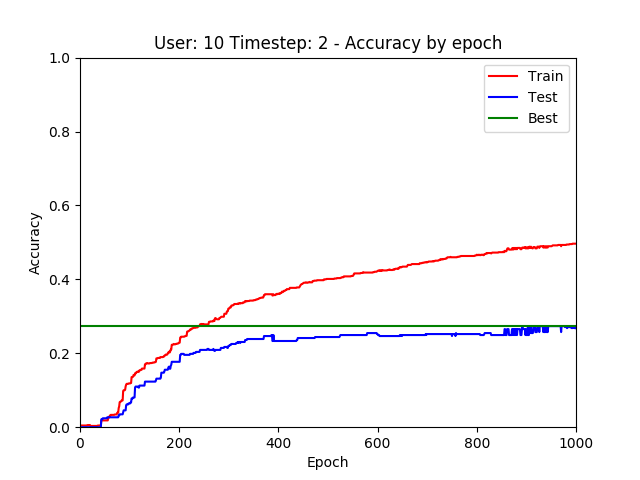 User: 10 Timestep: 2 - Accuracy by epoch
1.0
0.8
0.6
0.4
0.2
0.0
Accuracy
Train
Test
Best
0 200 400 600 800 1000
Epoch